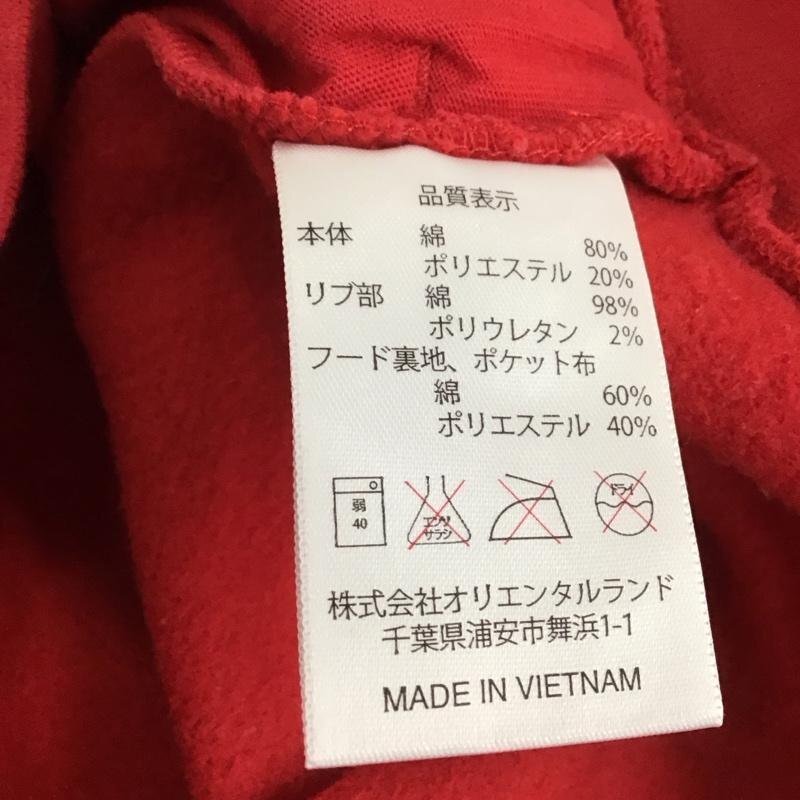 品質表示
本体 綿 80%
ポリエステル 20%
リブ部 綿 98%
ポリウレタン 2%
フード裏地、ポケット布
綿 60%
ポリエステル 40%
弱 エンソ ドライ
40 サラシ
株式会社オリエンタルランド
千葉県浦安市舞浜1-1
MADE IN VIETNAM